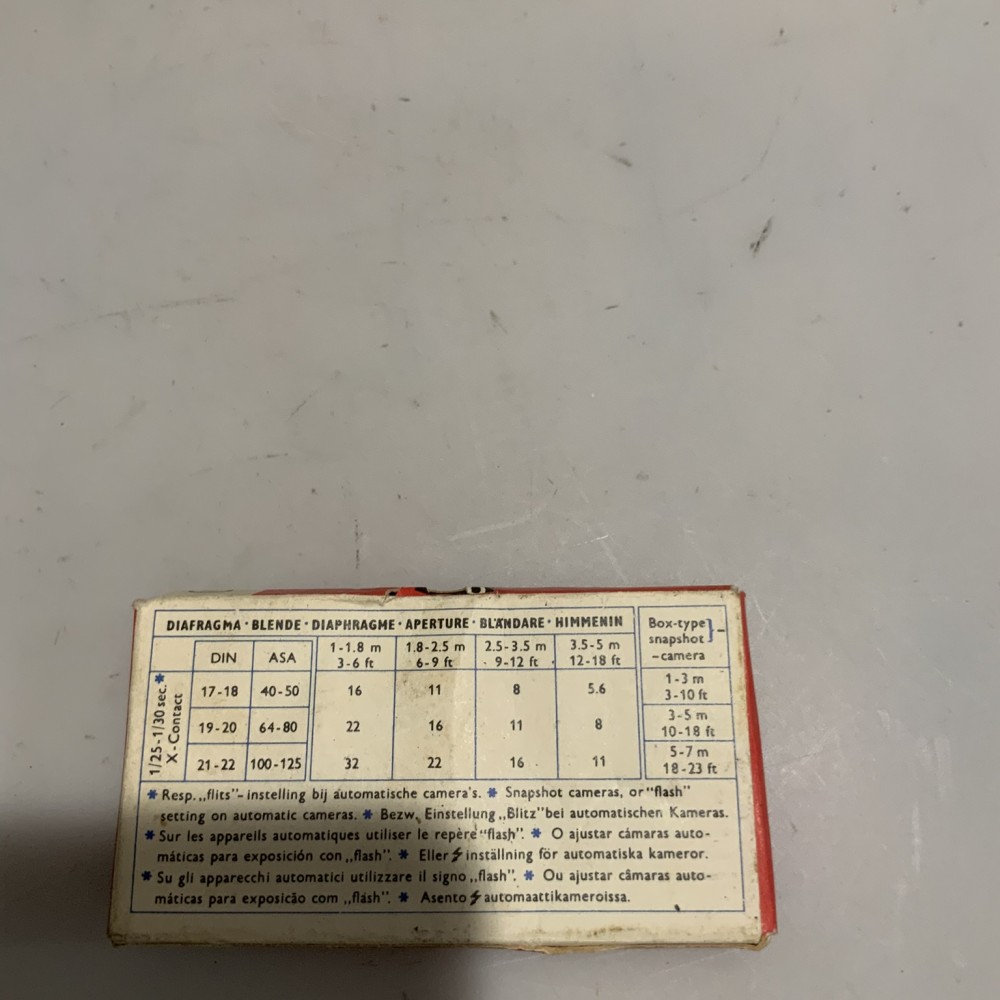 DIAFRAGMA · BLENDE · DIAPHRAGME · APERTURE · BLÄNDARE · HIMMENIN
Box-type
snapshot } –
–camera
DIN ASA 1-1.8 m 1.8-2.5 m 2.5-3.5 m 3.5-5 m
3-6 ft 6-9 ft 9-12 ft 12-18 ft
1/25-1/30 sec.*
X-Contact
17-18 40-50 16 11 8 5.6 1-3 m
3-10 ft
19-20 64-80 22 16 11 8 3-5 m
10-18 ft
21-22 100-125 32 22 16 11 5-7 m
18-23 ft
* Resp. „flits”-instelling bij automatische camera's. * Snapshot cameras, or “flash”
setting on automatic cameras. * Bezw. Einstellung „Blitz” bei automatischen Kameras.
* Sur les appareils automatiques utiliser le repère “flash”. * O ajustar cámaras auto-
máticas para exposición con „flash”. * Eller ⚡ inställning för automatiska kameror.
* Su gli apparecchi automatici utilizzare il signo „flash”. * Ou ajustar câmaras auto-
máticas para exposicão com „flash”. * Asento ⚡ automaattikameroissa.